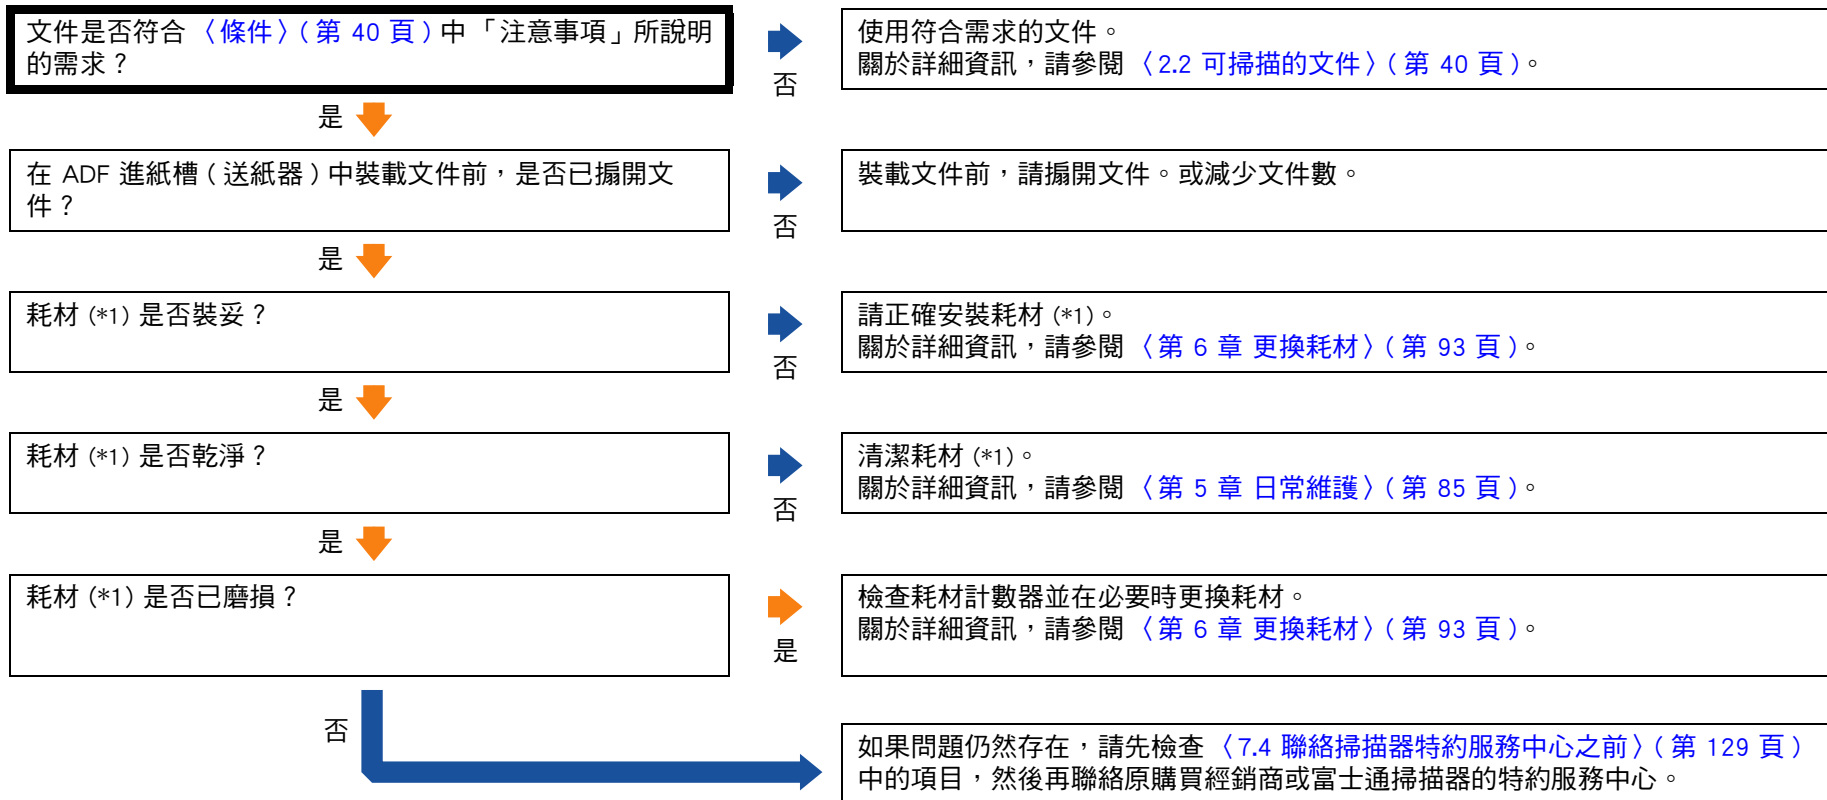 文件是否符合〈條件〉( 第 40 頁 ) 中「注意事項」所說明
的需求？
否
使用符合需求的文件。
關於詳細資訊，請參閱〈2.2 可掃描的文件〉( 第 40 頁 )。
是
在 ADF 進紙槽 ( 送紙器 ) 中裝載文件前，是否已搧開文
件？
否
裝載文件前，請搧開文件。或減少文件數。
是
耗材 (*1) 是否裝妥？
否
請正確安裝耗材 (*1)。
關於詳細資訊，請參閱〈第 6 章 更換耗材〉( 第 93 頁 )。
是
耗材 (*1) 是否乾淨？
否
清潔耗材 (*1)。
關於詳細資訊，請參閱〈第 5 章 日常維護〉( 第 85 頁 )。
是
耗材 (*1) 是否已磨損？
是
檢查耗材計數器並在必要時更換耗材。
關於詳細資訊，請參閱〈第 6 章 更換耗材〉( 第 93 頁 )。
否
如果問題仍然存在，請先檢查〈7.4 聯絡掃描器特約服務中心之前〉( 第 129 頁 )
中的項目，然後再聯絡原購買經銷商或富士通掃描器的特約服務中心。